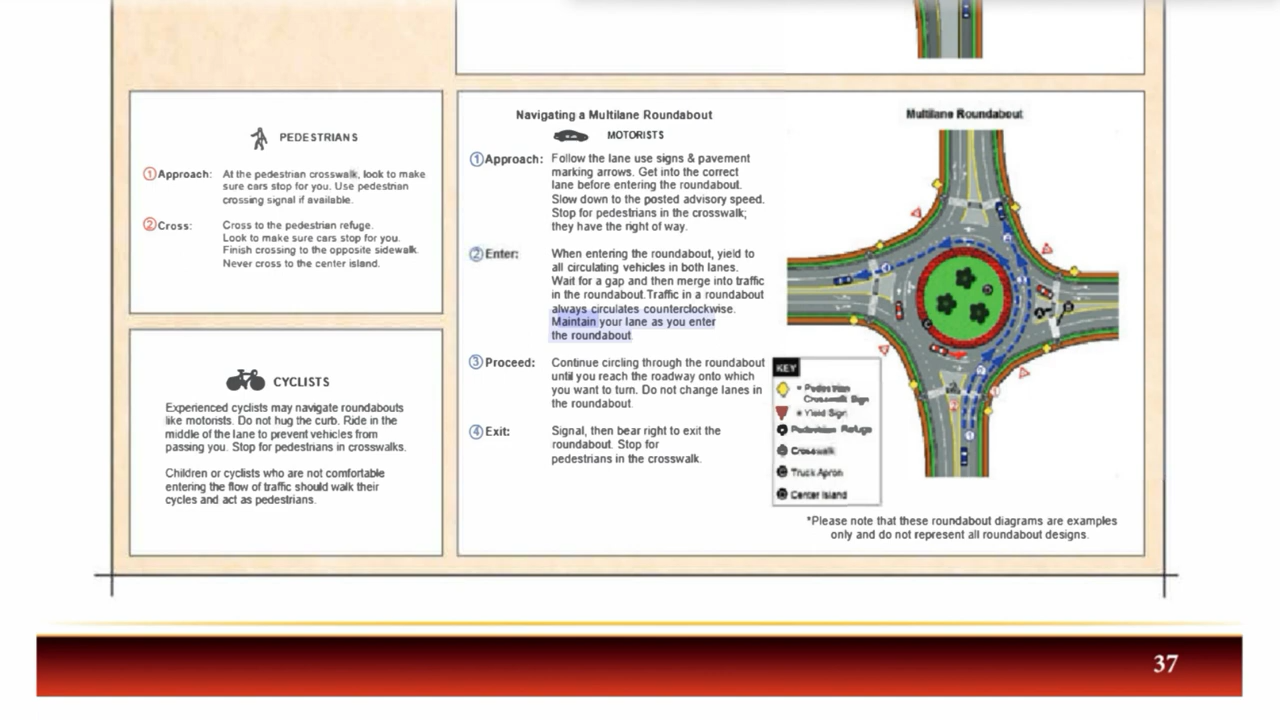 PEDESTRIANS
①Approach: At the pedestrian crosswalk, look to make
sure cars stop for you. Use pedestrian
crossing signal if available.
②Cross: Cross to the pedestrian refuge.
Look to make sure cars stop for you.
Finish crossing to the opposite sidewalk.
Never cross to the center island.
CYCLISTS
Experienced cyclists may navigate roundabouts
like motorists. Do not hug the curb. Ride in the
middle of the lane to prevent vehicles from
passing you. Stop for pedestrians in crosswalks.
Children or cyclists who are not comfortable
entering the flow of traffic should walk their
cycles and act as pedestrians.
Navigating a Multilane Roundabout
MOTORISTS
①Approach: Follow the lane use signs & pavement
marking arrows. Get into the correct
lane before entering the roundabout.
Slow down to the posted advisory speed.
Stop for pedestrians in the crosswalk;
they have the right of way.
②Enter: When entering the roundabout, yield to
all circulating vehicles in both lanes.
Wait for a gap and then merge into traffic
in the roundabout.Traffic in a roundabout
always circulates counterclockwise.
Maintain your lane as you enter
the roundabout
③Proceed: Continue circling through the roundabout
until you reach the roadway onto which
you want to turn. Do not change lanes in
the roundabout.
④Exit: Signal, then bear right to exit the
roundabout. Stop for
pedestrians in the crosswalk.
Multilane Roundabout
KEY
= Pedestrian
Crosswalk Sign
= Yield Sign
Pedestrian Refuge
Crosswalk
Truck Apron
Center Island
*Please note that these roundabout diagrams are examples
only and do not represent all roundabout designs.
37